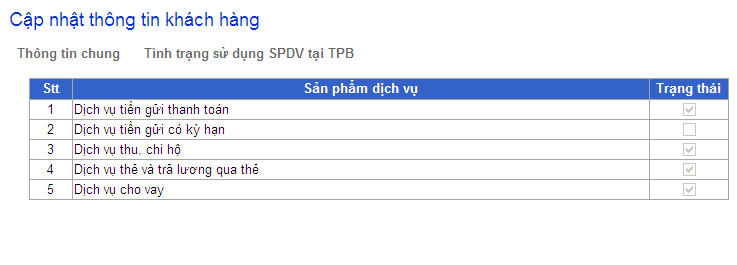 Cập nhật thông tin khách hàng
Thông tin chung Tình trạng sử dụng SPDV tại TPB
Stt Sản phẩm dịch vụ Trạng thái
1 Dịch vụ tiền gửi thanh toán
2 Dịch vụ tiền gửi có kỳ hạn
3 Dịch vụ thu, chi hộ
4 Dịch vụ thẻ và trả lương qua thẻ
5 Dịch vụ cho vay